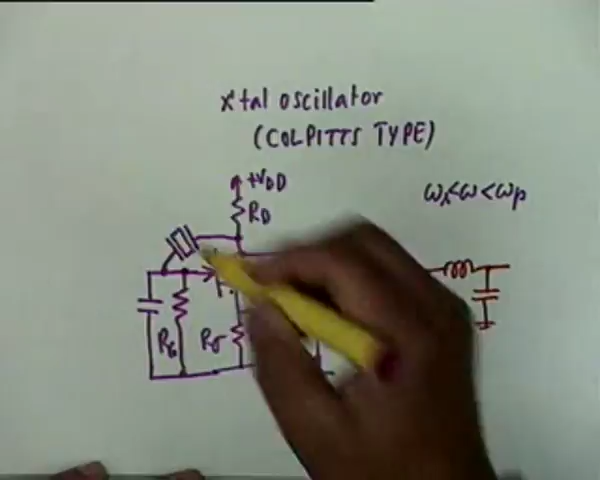 x'tal oscillator
(COLPITTS TYPE)
+VDD
RD
ωs<ω<ωp
RG
RS